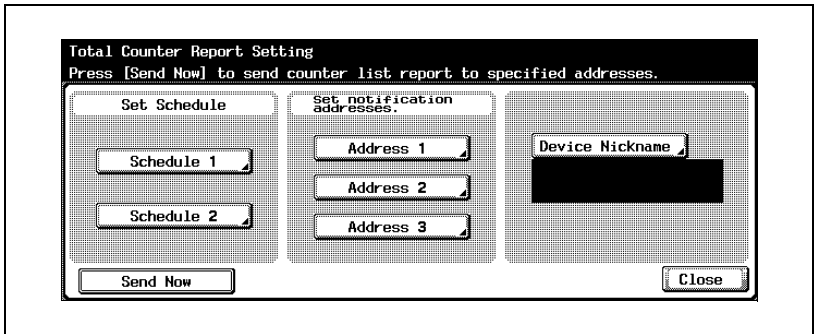 Total Counter Report Setting
Press [Send Now] to send counter list report to specified addresses.
Set Schedule
Schedule 1
Schedule 2
Set notification
addresses.
Address 1
Address 2
Address 3
Device Nickname
Send Now
Close